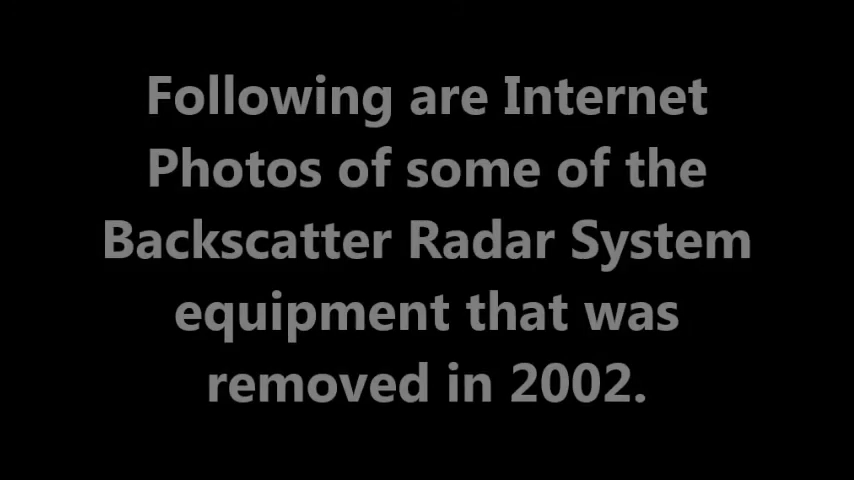 Following are Internet
Photos of some of the
Backscatter Radar System
equipment that was
removed in 2002.